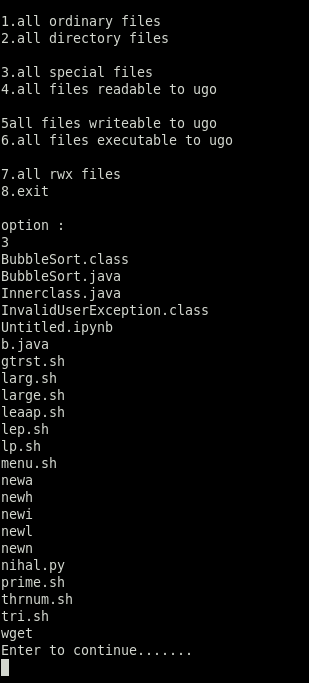 1.all ordinary files
2.all directory files
3.all special files
4.all files readable to ugo
5all files writeable to ugo
6.all files executable to ugo
7.all rwx files
8.exit
option :
3
BubbleSort.class
BubbleSort.java
Innerclass.java
InvalidUserException.class
Untitled.ipynb
b.java
gtrst.sh
larg.sh
large.sh
leaap.sh
lep.sh
lp.sh
menu.sh
newa
newh
newi
newl
newn
nihal.py
prime.sh
thrnum.sh
tri.sh
wget
Enter to continue.......